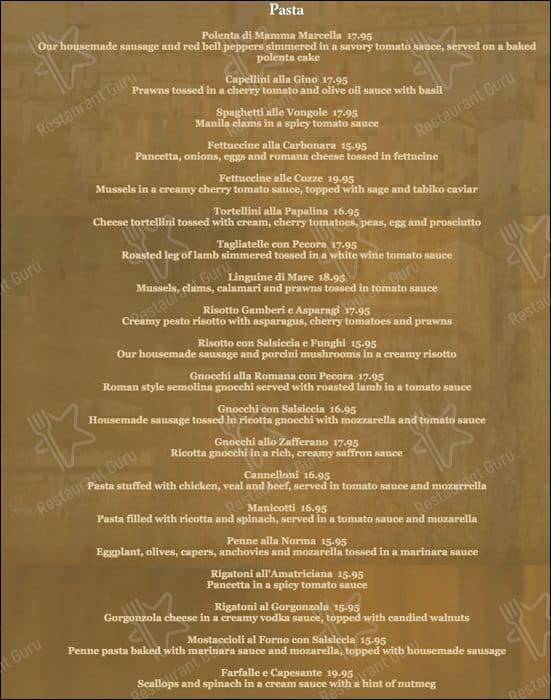 Pasta
Polenta di Mamma Marcella 17.95
Our housemade sausage and red bell peppers simmered in a savory tomato sauce, served on a baked
polenta cake
Capellini alla Gino 17.95
Prawns tossed in a cherry tomato and olive oil sauce with basil
Spaghetti alle Vongole 17.95
Manila clams in a spicy tomato sauce
Fettuccine alla Carbonara 15.95
Pancetta, onions, eggs and romana cheese tossed in fettucine
Fettuccine alle Cozze 19.95
Mussels in a creamy cherry tomato sauce, topped with sage and tabiko caviar
Tortellini alla Papalina 16.95
Cheese tortellini tossed with cream, cherry tomatoes, peas, egg and prosciutto
Tagliatelle con Pecora 17.95
Roasted leg of lamb simmered tossed in a white wine tomato sauce
Linguine di Mare 18.95
Mussels, clams, calamari and prawns tossed in tomato sauce
Risotto Gamberi e Asparagi 17.95
Creamy pesto risotto with asparagus, cherry tomatoes and prawns
Risotto con Salsiccia e Funghi 15.95
Our housemade sausage and porcini mushrooms in a creamy risotto
Gnocchi alla Romana con Pecora 17.95
Roman style semolina gnocchi served with roasted lamb in a tomato sauce
Gnocchi con Salsiccia 16.95
Housemade sausage tossed in ricotta gnocchi with mozzarella and tomato sauce
Gnocchi allo Zafferano 17.95
Ricotta gnocchi in a rich, creamy saffron sauce
Cannelloni 16.95
Pasta stuffed with chicken, veal and beef, served in tomato sauce and mozarrella
Manicotti 16.95
Pasta filled with ricotta and spinach, served in a tomato sauce and mozarella
Penne alla Norma 15.95
Eggplant, olives, capers, anchovies and mozarella tossed in a marinara sauce
Rigatoni all'Amatriciana 15.95
Pancetta in a spicy tomato sauce
Rigatoni al Gorgonzola 15.95
Gorgonzola cheese in a creamy vodka sauce, topped with candied walnuts
Mostaccioli al Forno con Salsiccia 15.95
Penne pasta baked with marinara sauce and mozarella, topped with housemade sausage
Farfalle e Capesante 19.95
Scallops and spinach in a cream sauce with a hint of nutmeg
Restaurant Guru